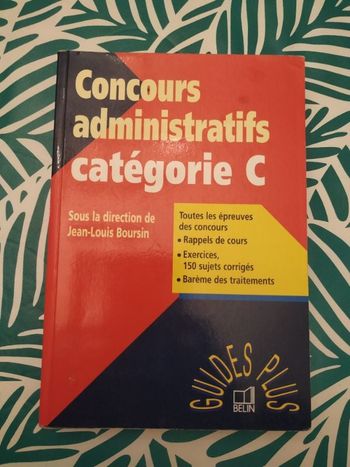 Concours
administratifs
catégorie C
Sous la direction de
Jean-Louis Boursin
Toutes les épreuves
des concours
• Rappels de cours
• Exercices,
150 sujets corrigés
• Barème des traitements
GUIDES PLUS
BELIN